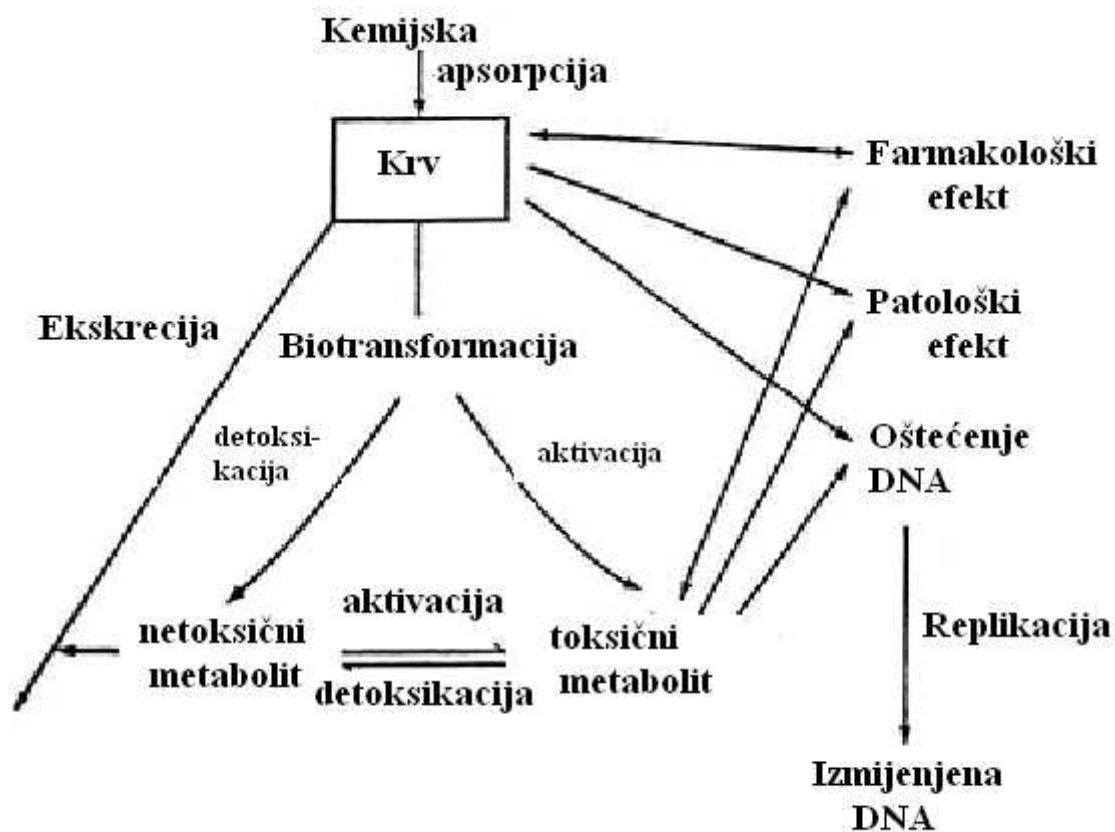 Kemijska
apsorpcija
Krv
Farmakološki
efekt
Patološki
efekt
Ekskrecija
Biotransformacija
detoksi-
kacija
aktivacija
Oštećenje
DNA
aktivacija
netoksični
metabolit
detoksikacija
toksični
metabolit
Replikacija
Izmijenjena
DNA